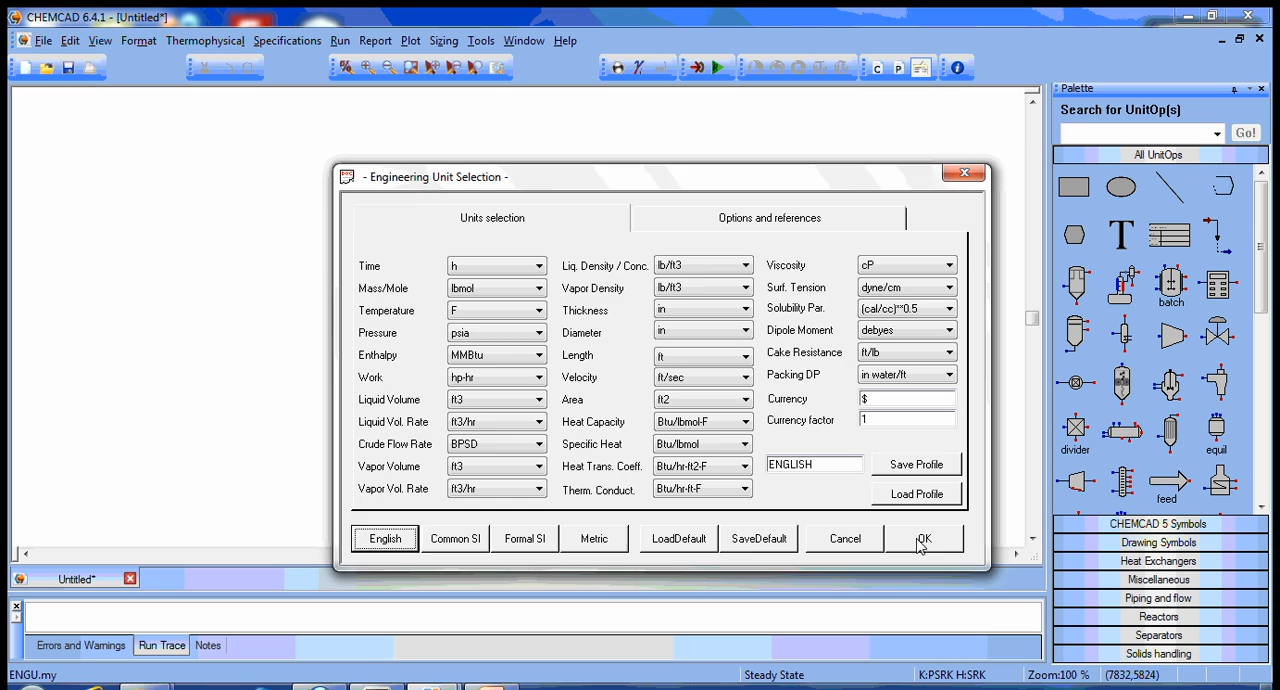 CHEMCAD 6.4.1 - [Untitled*]
File Edit View Format Thermophysical Specifications Run Report Plot Sizing Tools Window Help
C P
Palette
Search for UnitOp(s)
Go!
All UnitOps
T
batch
divider
equil
feed
CHEMCAD 5 Symbols
Drawing Symbols
Heat Exchangers
Miscellaneous
Piping and flow
Reactors
Separators
Solids handling
- Engineering Unit Selection -
Units selection Options and references
Time h Liq. Density / Conc. lb/ft3 Viscosity cP
Mass/Mole lbmol Vapor Density lb/ft3 Surf. Tension dyne/cm
Temperature F Thickness in Solubility Par. (cal/cc)**0.5
Pressure psia Diameter in Dipole Moment debyes
Enthalpy MMBtu Length ft Cake Resistance ft/lb
Work hp-hr Velocity ft/sec Packing DP in water/ft
Liquid Volume ft3 Area ft2 Currency $
Liquid Vol. Rate ft3/hr Heat Capacity Btu/lbmol-F Currency factor 1
Crude Flow Rate BPSD Specific Heat Btu/lbmol
Vapor Volume ft3 Heat Trans. Coeff. Btu/hr-ft2-F ENGLISH Save Profile
Vapor Vol. Rate ft3/hr Therm. Conduct. Btu/hr-ft-F Load Profile
English Common SI Formal SI Metric LoadDefault SaveDefault Cancel OK
Untitled*
Errors and Warnings Run Trace Notes
ENGU.my Steady State K:PSRK H:SRK Zoom:100 % (7832,5824)